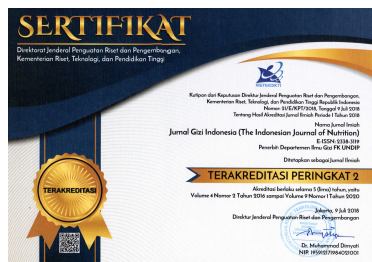 SERTIFIKAT
Direktorat Jenderal Penguatan Riset dan Pengembangan,
Kementerian Riset, Teknologi, dan Pendidikan Tinggi
RISTEKDIKTI
Kutipan dari Keputusan Direktur Jenderal Penguatan Riset dan Pengembangan,
Kementerian Riset, Teknologi, dan Pendidikan Tinggi Republik Indonesia
Nomor: 21/E/KPT/2018, Tanggal 9 Juli 2018
Tentang Hasil Akreditasi Jurnal Ilmiah Periode 1 Tahun 2018
Nama Jurnal Ilmiah
Jurnal Gizi Indonesia (The Indonesian Journal of Nutrition)
E-ISSN: 2338-3119
Penerbit: Departemen Ilmu Gizi FK UNDIP
Ditetapkan sebagai Jurnal Ilmiah
TERAKREDITASI PERINGKAT 2
TERAKREDITASI
Akreditasi berlaku selama 5 (lima) tahun, yaitu
Volume 4 Nomor 2 Tahun 2016 sampai Volume 9 Nomor 1 Tahun 2020
Jakarta, 9 Juli 2018
Direktur Jenderal Penguatan Riset dan Pengembangan
Dr. Muhammad Dimyati
NIP. 195912171984021001